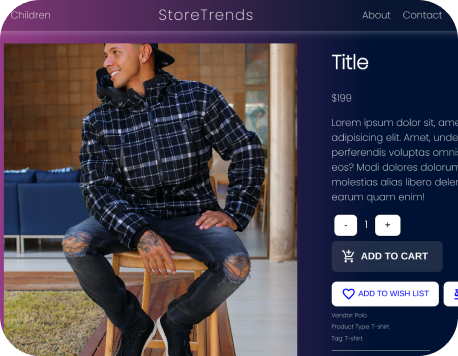 Children StoreTrends About Contact
Title
$199
Lorem ipsum dolor sit, ame
adipisicing elit. Amet, unde
perferendis voluptas omnis
eos? Modi dolores dolorum
molestias alias libero delen
earum quam enim!
- 1 +
ADD TO CART
ADD TO WISH LIST
Vendor: Polo
Product Type: T-shirt
Tag: T-shirt